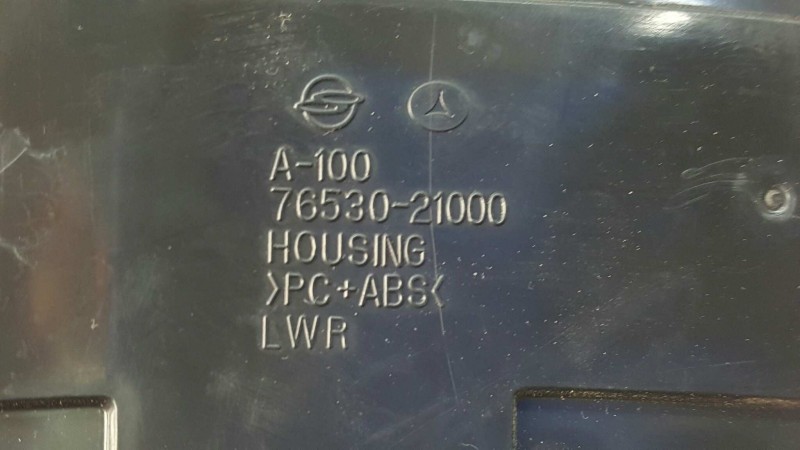 A-100
76530-21000
HOUSING
>PC+ABS<
LWR